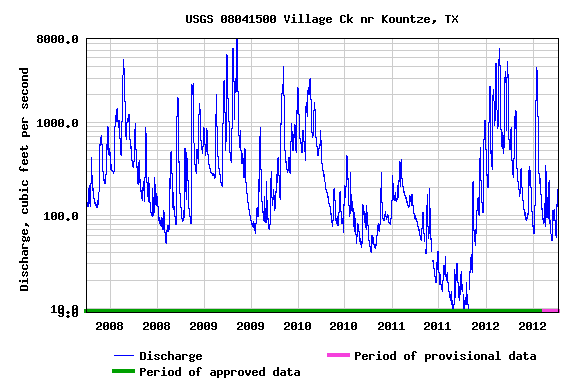 USGS 08041500 Village Ck nr Kountze, TX
Discharge, cubic feet per second
8000.0
1000.0
100.0
10.0
9.0
2008 2008 2009 2009 2010 2010 2011 2011 2012 2012
Discharge
Period of provisional data
Period of approved data